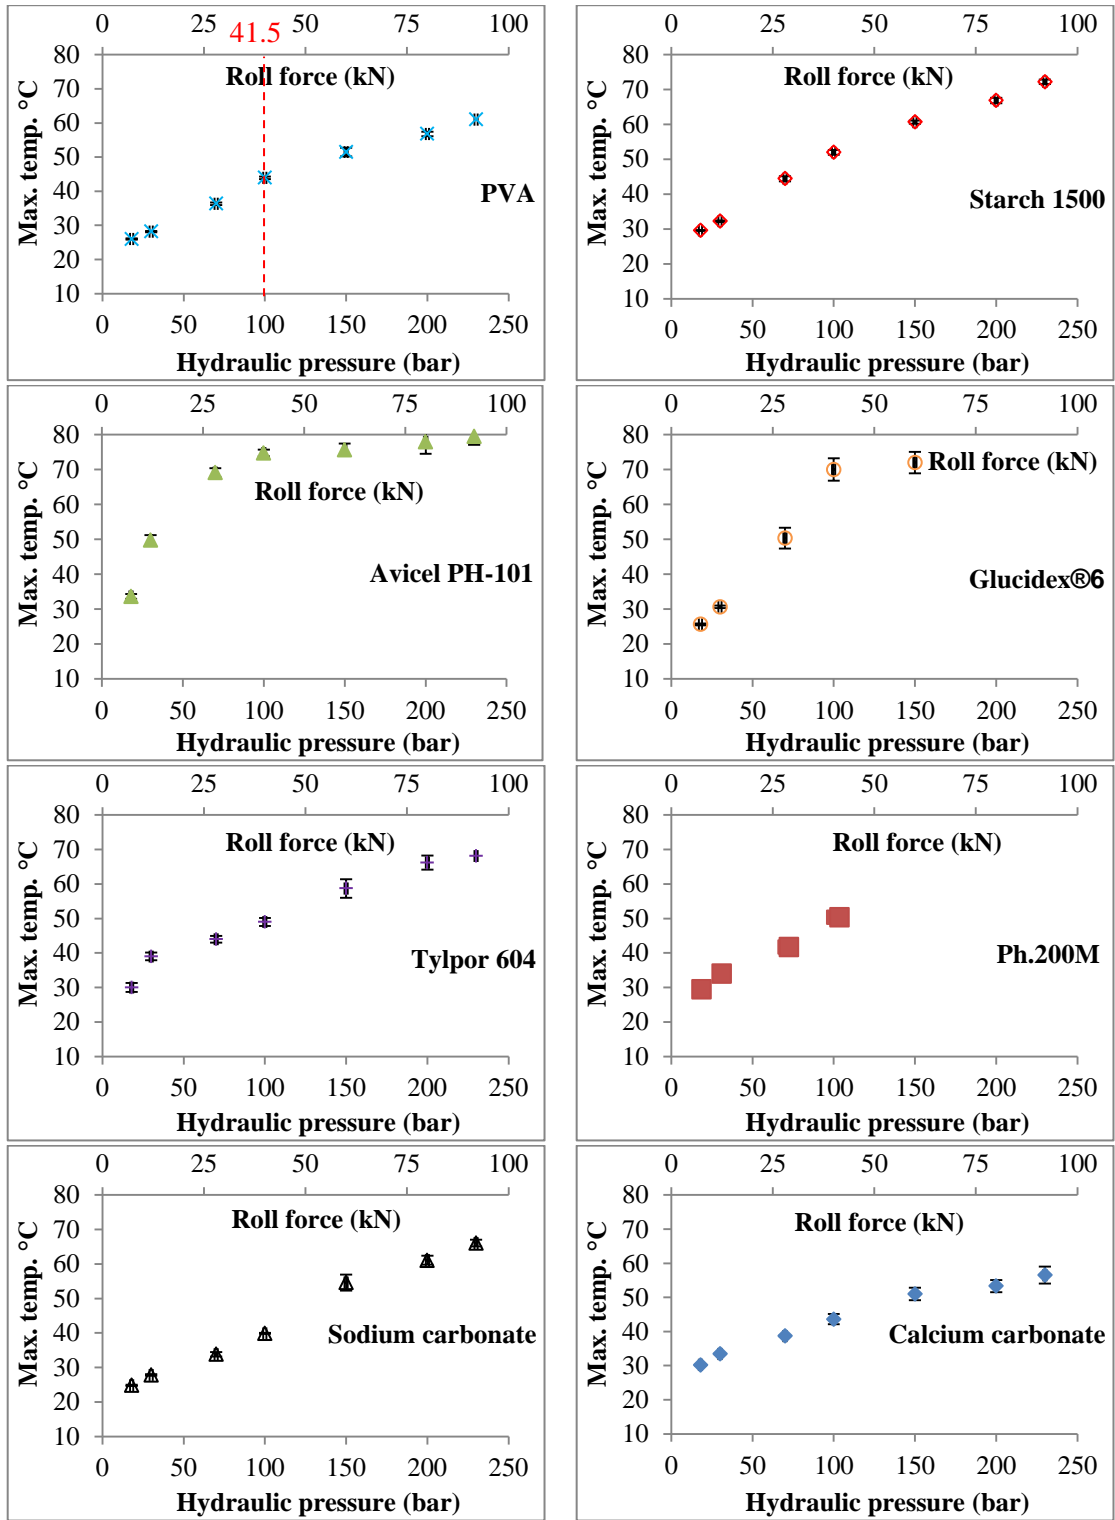 0 25 50 75 100
41.5
80
70
60
50
40
30
20
10
Roll force (kN)
Max. temp. °C
PVA
0 50 100 150 200 250
Hydraulic pressure (bar)
0 25 50 75 100
80
70
60
50
40
30
20
10
Roll force (kN)
Max. temp. °C
Starch 1500
0 50 100 150 200 250
Hydraulic pressure (bar)
0 25 50 75 100
80
70
60
50
40
30
20
10
Roll force (kN)
Max. temp. °C
Avicel PH-101
0 50 100 150 200 250
Hydraulic pressure (bar)
0 25 50 75 100
80
70
60
50
40
30
20
10
Roll force (kN)
Max. temp. °C
Glucidex®6
0 50 100 150 200 250
Hydraulic pressure (bar)
0 25 50 75 100
80
70
60
50
40
30
20
10
Roll force (kN)
Max. temp. °C
Tylpor 604
0 50 100 150 200 250
Hydraulic pressure (bar)
0 25 50 75 100
80
70
60
50
40
30
20
10
Roll force (kN)
Max. temp. °C
Ph.200M
0 50 100 150 200 250
Hydraulic pressure (bar)
0 25 50 75 100
80
70
60
50
40
30
20
10
Roll force (kN)
Max. temp. °C
Sodium carbonate
0 50 100 150 200 250
Hydraulic pressure (bar)
0 25 50 75 100
80
70
60
50
40
30
20
10
Roll force (kN)
Max. temp. °C
Calcium carbonate
0 50 100 150 200 250
Hydraulic pressure (bar)